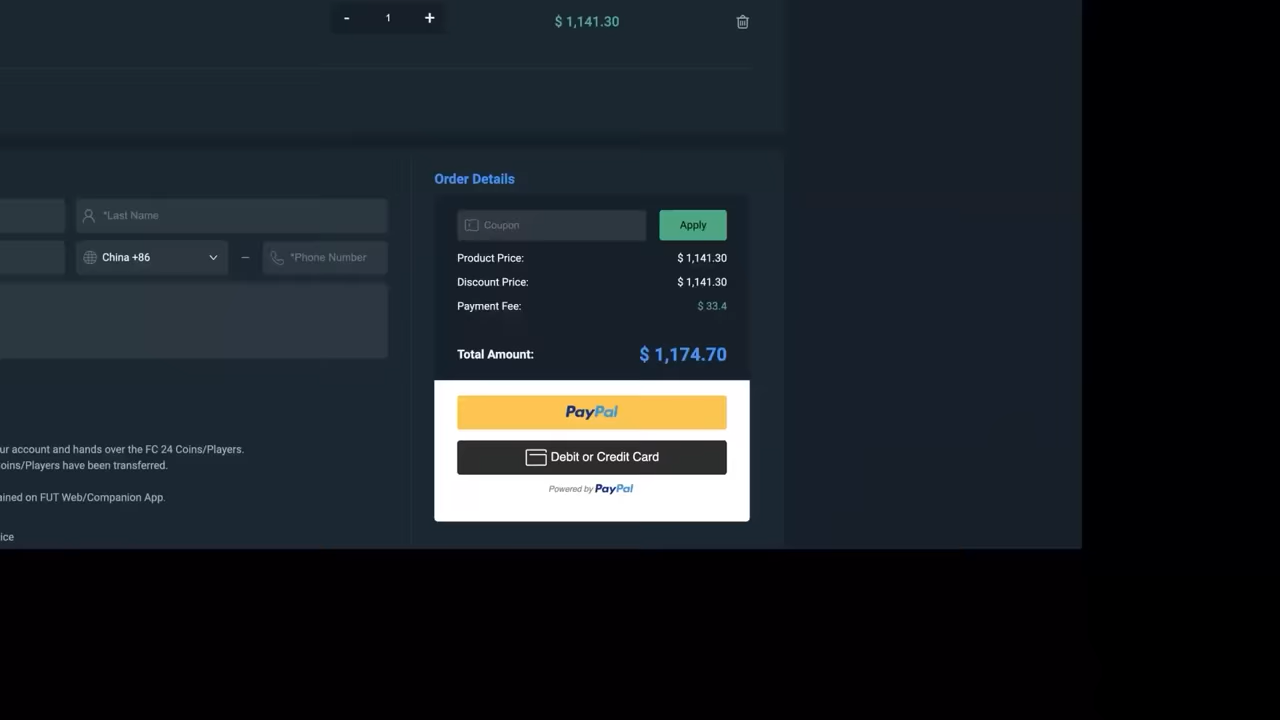 - 1 + $ 1,141.30
Order Details
*Last Name
Coupon Apply
China +86 – *Phone Number
Product Price: $ 1,141.30
Discount Price: $ 1,141.30
Payment Fee: $ 33.4
Total Amount: $ 1,174.70
PayPal
ur account and hands over the FC 24 Coins/Players.
Debit or Credit Card
oins/Players have been transferred.
Powered by PayPal
ained on FUT Web/Companion App.
ice